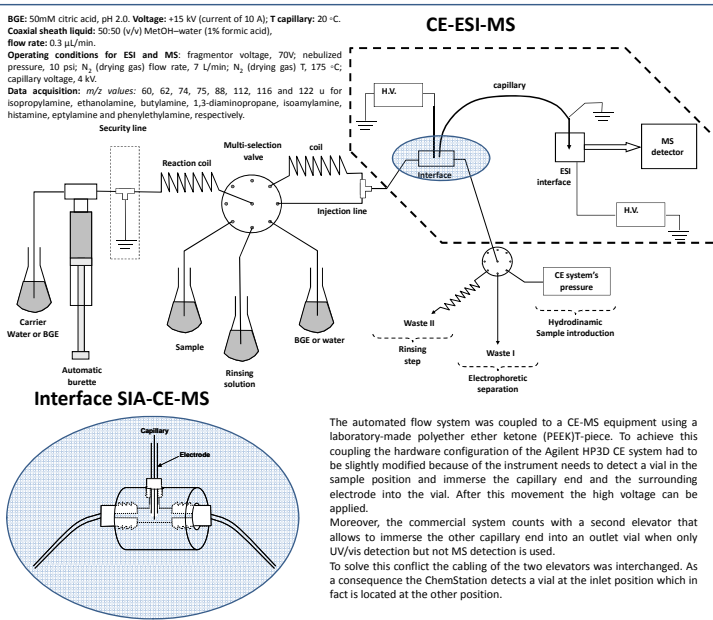 BGE: 50mM citric acid, pH 2.0. Voltage: +15 kV (current of 10 A); T capillary: 20 ◦C.
Coaxial sheath liquid: 50:50 (v/v) MetOH–water (1% formic acid),
flow rate: 0.3 μL/min.
Operating conditions for ESI and MS: fragmentor voltage, 70V; nebulized
pressure, 10 psi; N2 (drying gas) flow rate, 7 L/min; N2 (drying gas) T, 175 ◦C;
capillary voltage, 4 kV.
Data acquisition: m/z values: 60, 62, 74, 75, 88, 112, 116 and 122 u for
isopropylamine, ethanolamine, butylamine, 1,3-diaminopropane, isoamylamine,
histamine, eptylamine and phenylethylamine, respectively.
CE-ESI-MS
H.V.
capillary
MS
detector
ESI
interface
H.V.
Interface
Security line
Reaction coil
Multi-selection
valve
coil
Injection line
Carrier
Water or BGE
Automatic
burette
Sample
Rinsing
solution
BGE or water
CE system's
pressure
Waste II
Rinsing
step
Waste I
Electrophoretic
separation
Hydrodinamic
Sample introduction
Interface SIA-CE-MS
Capillary
Electrode
The automated flow system was coupled to a CE-MS equipment using a
laboratory-made polyether ether ketone (PEEK)T-piece. To achieve this
coupling the hardware configuration of the Agilent HP3D CE system had to
be slightly modified because of the instrument needs to detect a vial in the
sample position and immerse the capillary end and the surrounding
electrode into the vial. After this movement the high voltage can be
applied.
Moreover, the commercial system counts with a second elevator that
allows to immerse the other capillary end into an outlet vial when only
UV/vis detection but not MS detection is used.
To solve this conflict the cabling of the two elevators was interchanged. As
a consequence the ChemStation detects a vial at the inlet position which in
fact is located at the other position.